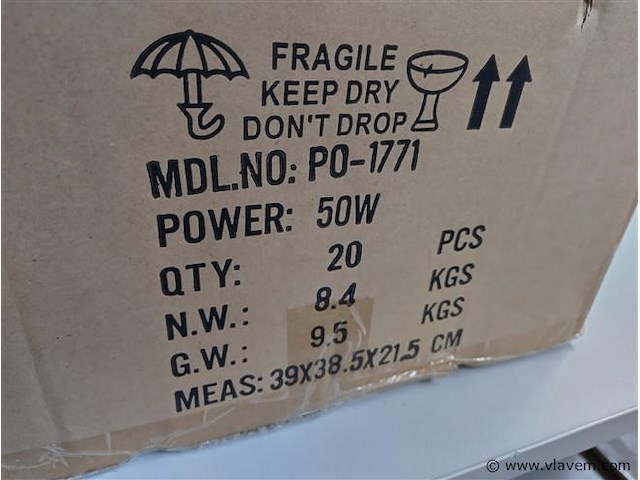 FRAGILE
KEEP DRY
DON'T DROP
MDL.NO: PO-1771
POWER: 50W
QTY: 20 PCS
N.W.: 8.4 KGS
G.W.: 9.5 KGS
MEAS: 39X38.5X21.5 CM
© www.vlavem.com